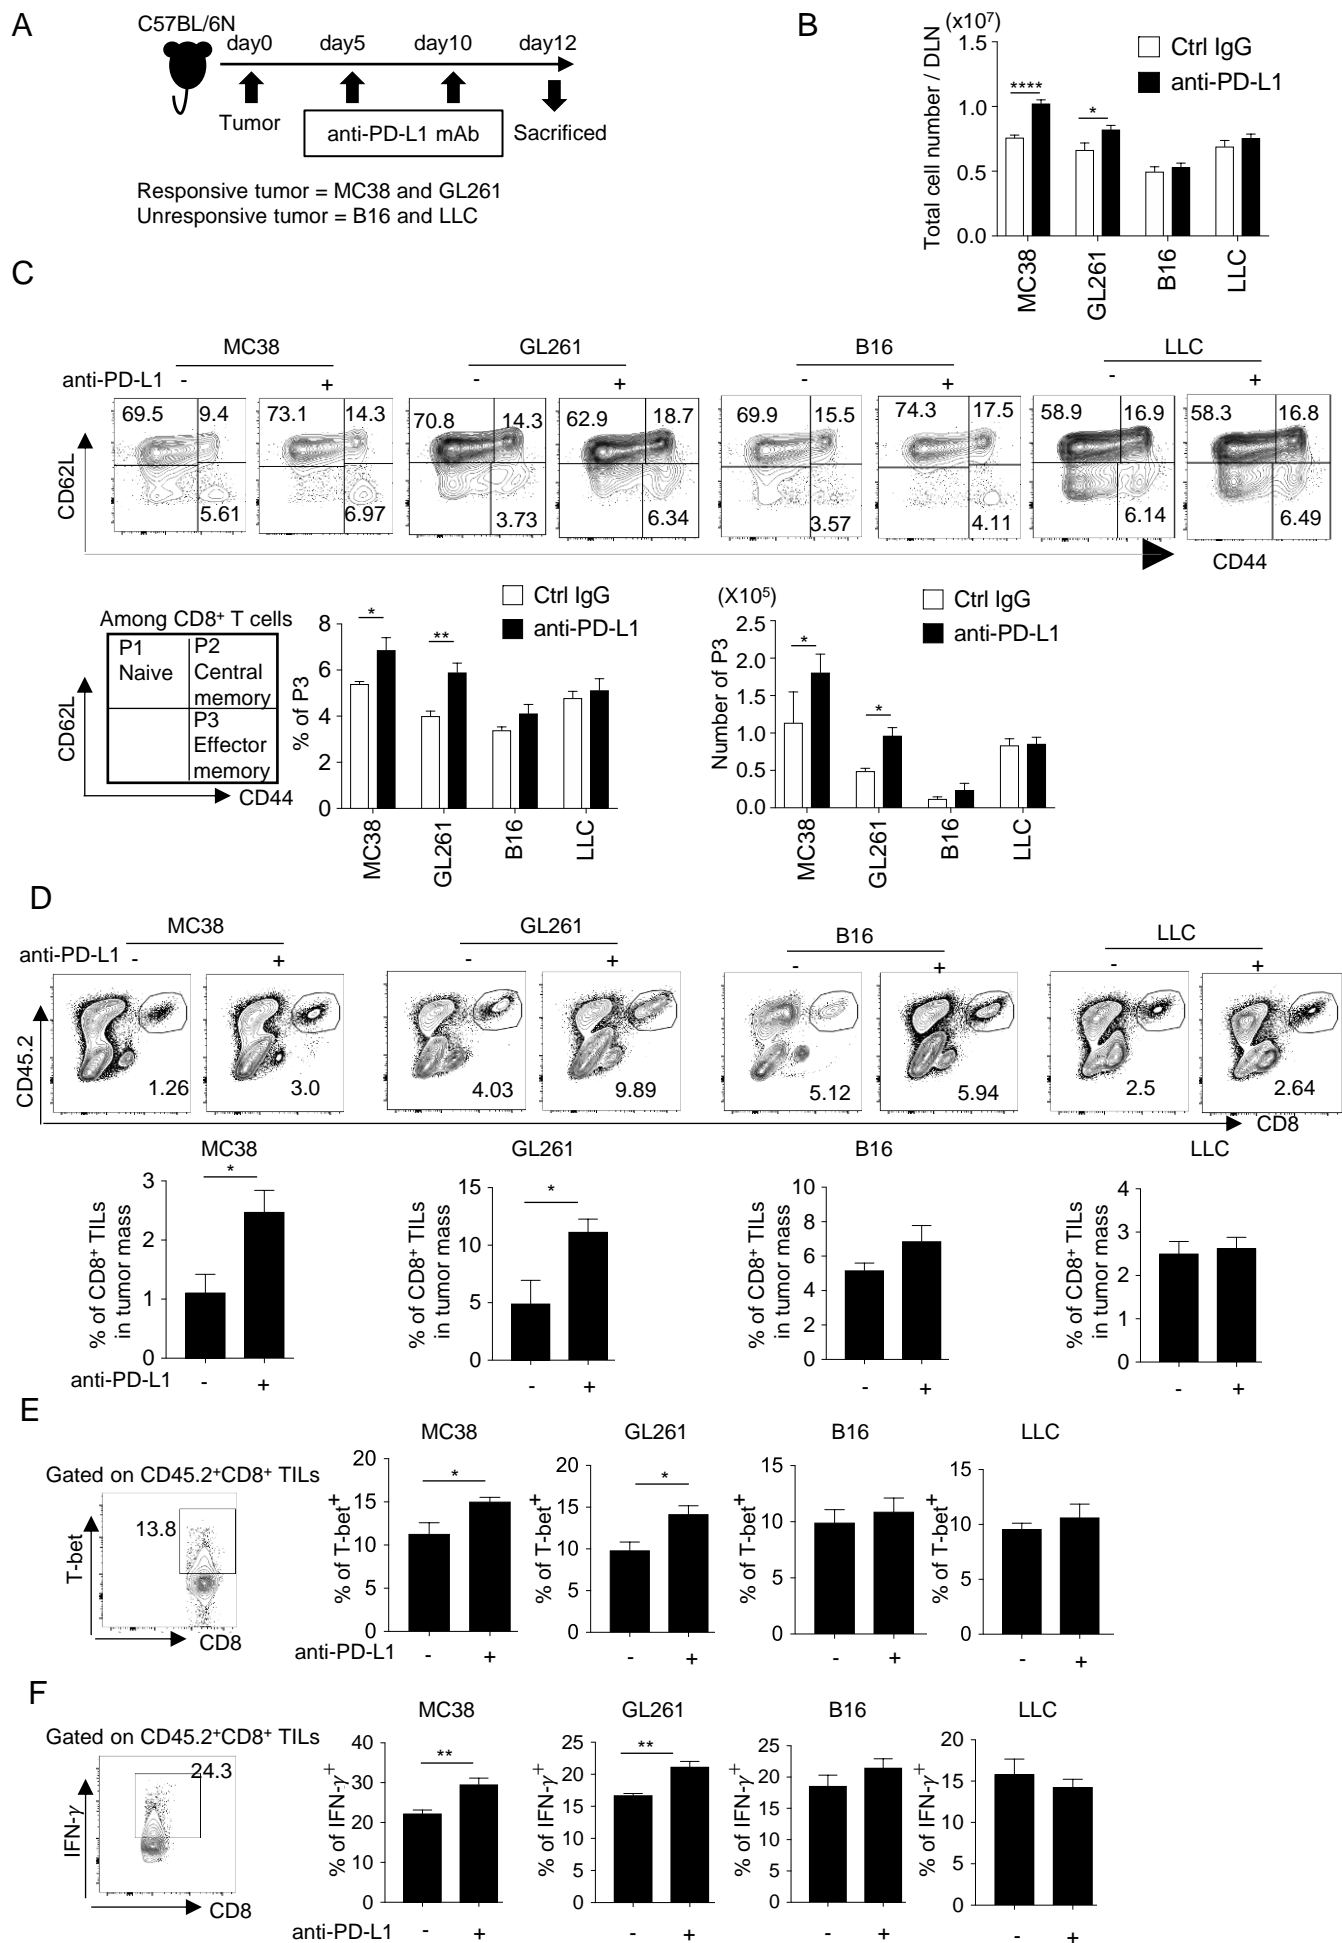 A
C57BL/6N
day0 day5 day10 day12
Tumor
anti-PD-L1 mAb
Sacrificed
Responsive tumor = MC38 and GL261
Unresponsive tumor = B16 and LLC
B
(x10⁷)
Total cell number / DLN
1.5
1.0
0.5
0.0
Ctrl IgG
anti-PD-L1
****
*
MC38
GL261
B16
LLC
C
MC38 GL261 B16 LLC
anti-PD-L1 - + - + - + - +
69.5 9.4 73.1 14.3 70.8 14.3 62.9 18.7 69.9 15.5 74.3 17.5 58.9 16.9 58.3 16.8
5.61 6.97 3.73 6.34 3.57 4.11 6.14 6.49
CD62L
CD44
Among CD8⁺ T cells
P1
Naive
P2
Central
memory
P3
Effector
memory
CD62L
CD44
% of P3
8
6
4
2
0
Ctrl IgG
anti-PD-L1
*
**
MC38
GL261
B16
LLC
(X10⁵)
Number of P3
2.5
2.0
1.5
1.0
0.5
0.0
Ctrl IgG
anti-PD-L1
*
*
MC38
GL261
B16
LLC
D
MC38 GL261 B16 LLC
anti-PD-L1 - + - + - + - +
1.26 3.0 4.03 9.89 5.12 5.94 2.5 2.64
CD45.2
CD8
MC38
% of CD8⁺ TILs
in tumor mass
3
2
1
0
*
anti-PD-L1 - +
GL261
% of CD8⁺ TILs
in tumor mass
15
10
5
0
*
- +
B16
% of CD8⁺ TILs
in tumor mass
10
8
6
4
2
0
- +
LLC
% of CD8⁺ TILs
in tumor mass
4
3
2
1
0
- +
E
Gated on CD45.2⁺CD8⁺ TILs
13.8
T-bet
CD8
MC38
% of T-bet⁺
20
15
10
5
0
*
anti-PD-L1 - +
GL261
% of T-bet⁺
20
15
10
5
0
*
- +
B16
% of T-bet⁺
15
10
5
0
- +
LLC
% of T-bet⁺
15
10
5
0
- +
F
Gated on CD45.2⁺CD8⁺ TILs
24.3
IFN-γ
CD8
MC38
% of IFN-γ⁺
40
30
20
10
0
**
anti-PD-L1 - +
GL261
% of IFN-γ⁺
25
20
15
10
5
0
**
- +
B16
% of IFN-γ⁺
25
20
15
10
5
0
- +
LLC
% of IFN-γ⁺
20
15
10
5
0
- +